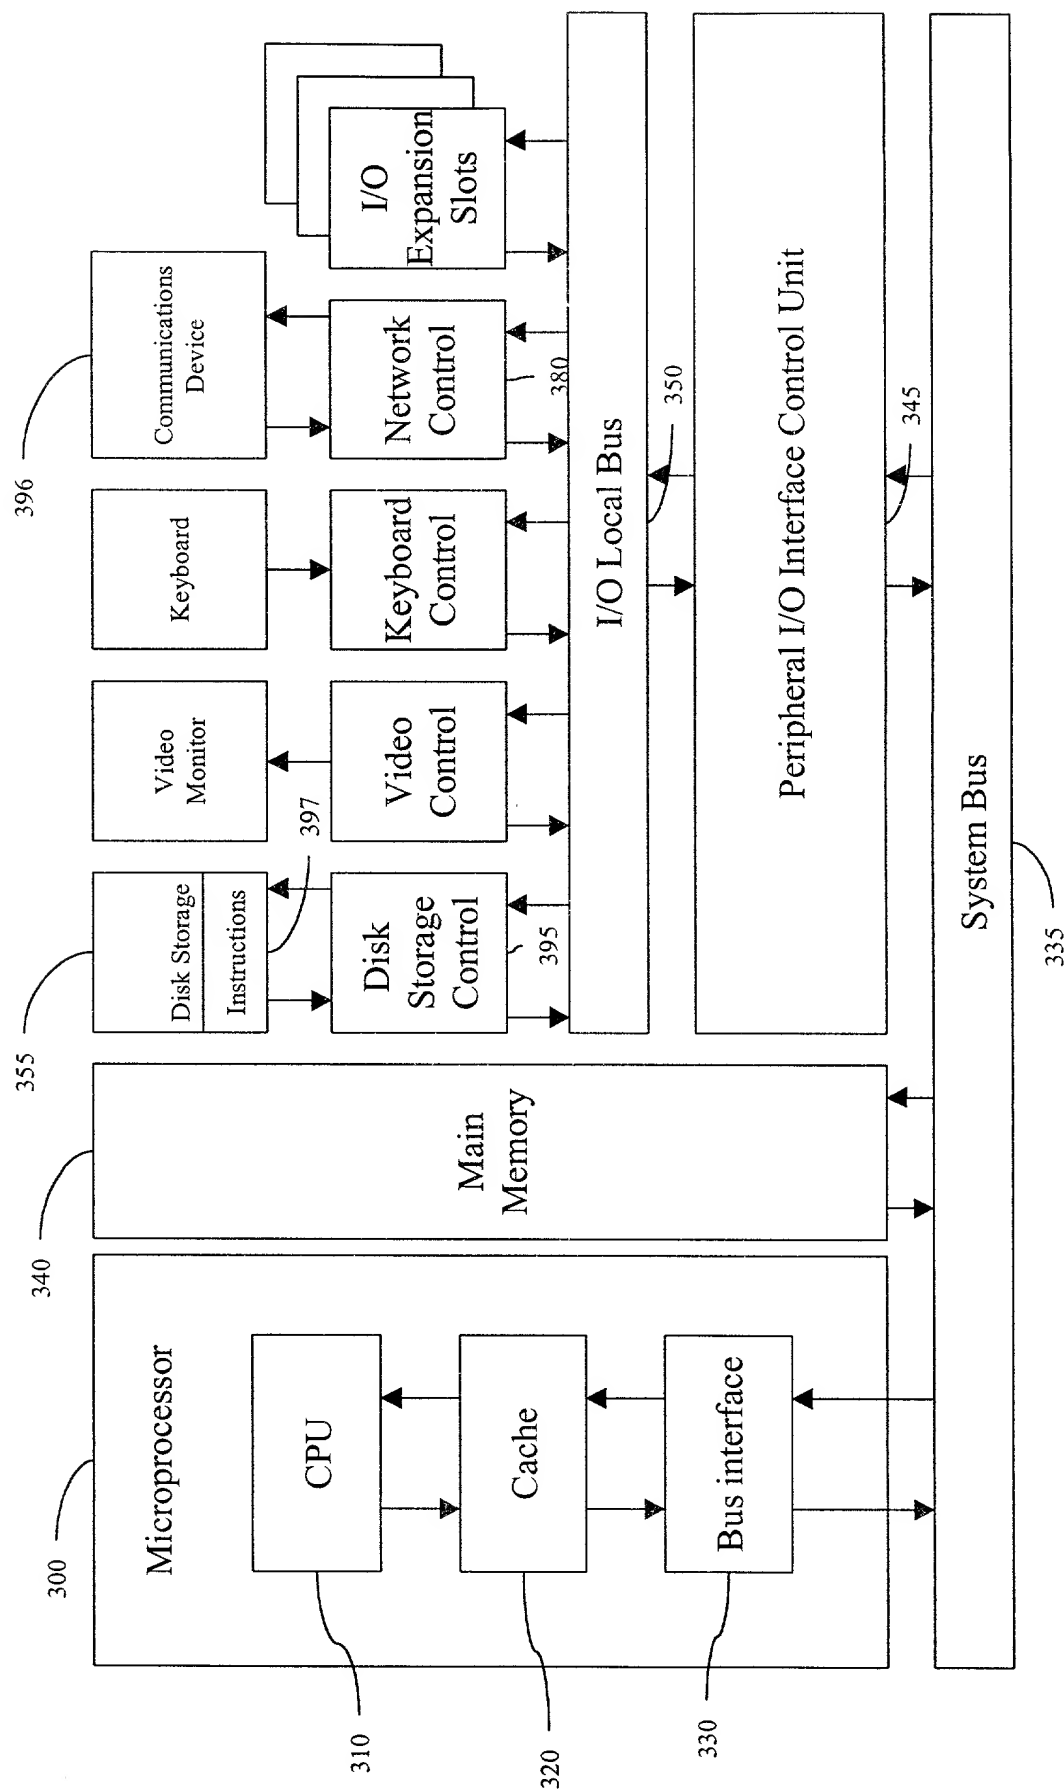 300
Microprocessor
CPU
310
Cache
320
Bus interface
330
340
Main
Memory
355
Disk Storage
Instructions
397
Disk
Storage
Control
395
Video
Monitor
Video
Control
Keyboard
Keyboard
Control
396
Communications
Device
Network
Control
380
I/O
Expansion
Slots
I/O Local Bus
350
Peripheral I/O Interface Control Unit
345
System Bus
335